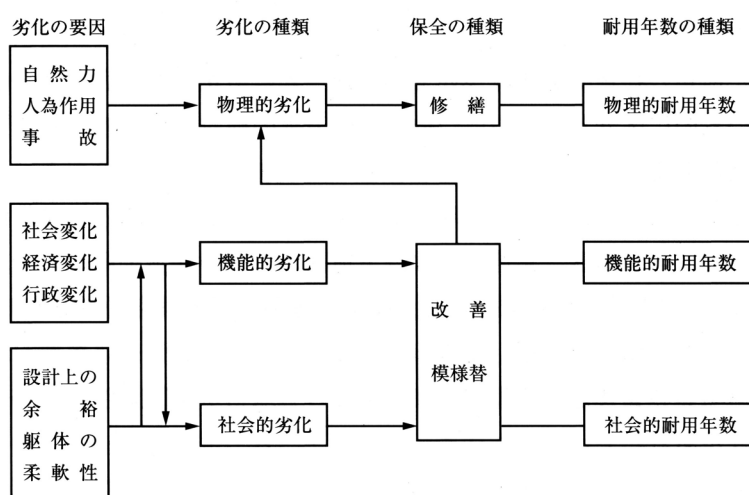 劣化の要因
劣化の種類
保全の種類
耐用年数の種類
自然力
人為作用
事故
物理的劣化
修繕
物理的耐用年数
社会変化
経済変化
行政変化
機能的劣化
改善
模様替
機能的耐用年数
設計上の
余裕
躯体の
柔軟性
社会的劣化
社会的耐用年数